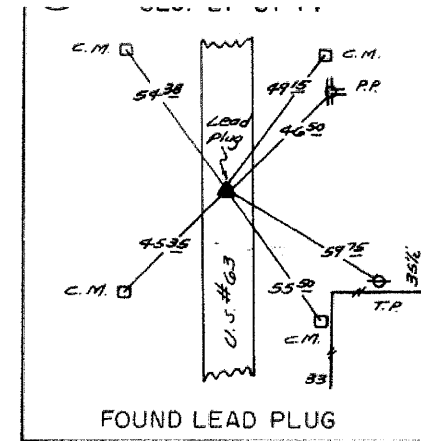 C.M.
C.M.
54 38
49 15
P.P.
46 50
Lead
Plug
45 35
59 75
55 50
35½'
C.M.
U.S. #63
C.M.
T.P.
33
FOUND LEAD PLUG